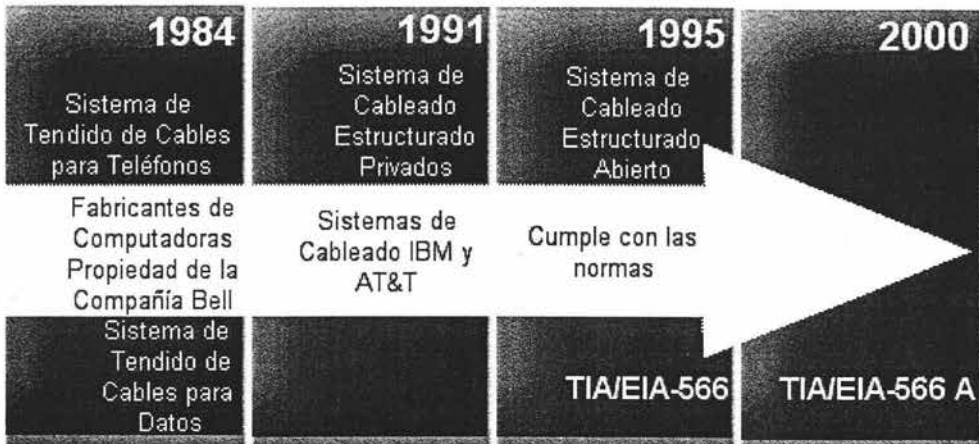 1984
Sistema de
Tendido de Cables
para Teléfonos
Fabricantes de
Computadoras
Propiedad de la
Compañía Bell
Sistema de
Tendido de
Cables para
Datos
1991
Sistema de
Cableado
Estructurado
Privados
Sistemas de
Cableado IBM y
AT&T
1995
Sistema de
Cableado
Estructurado
Abierto
Cumple con las
normas
TIA/EIA-566
2000
TIA/EIA-566 A